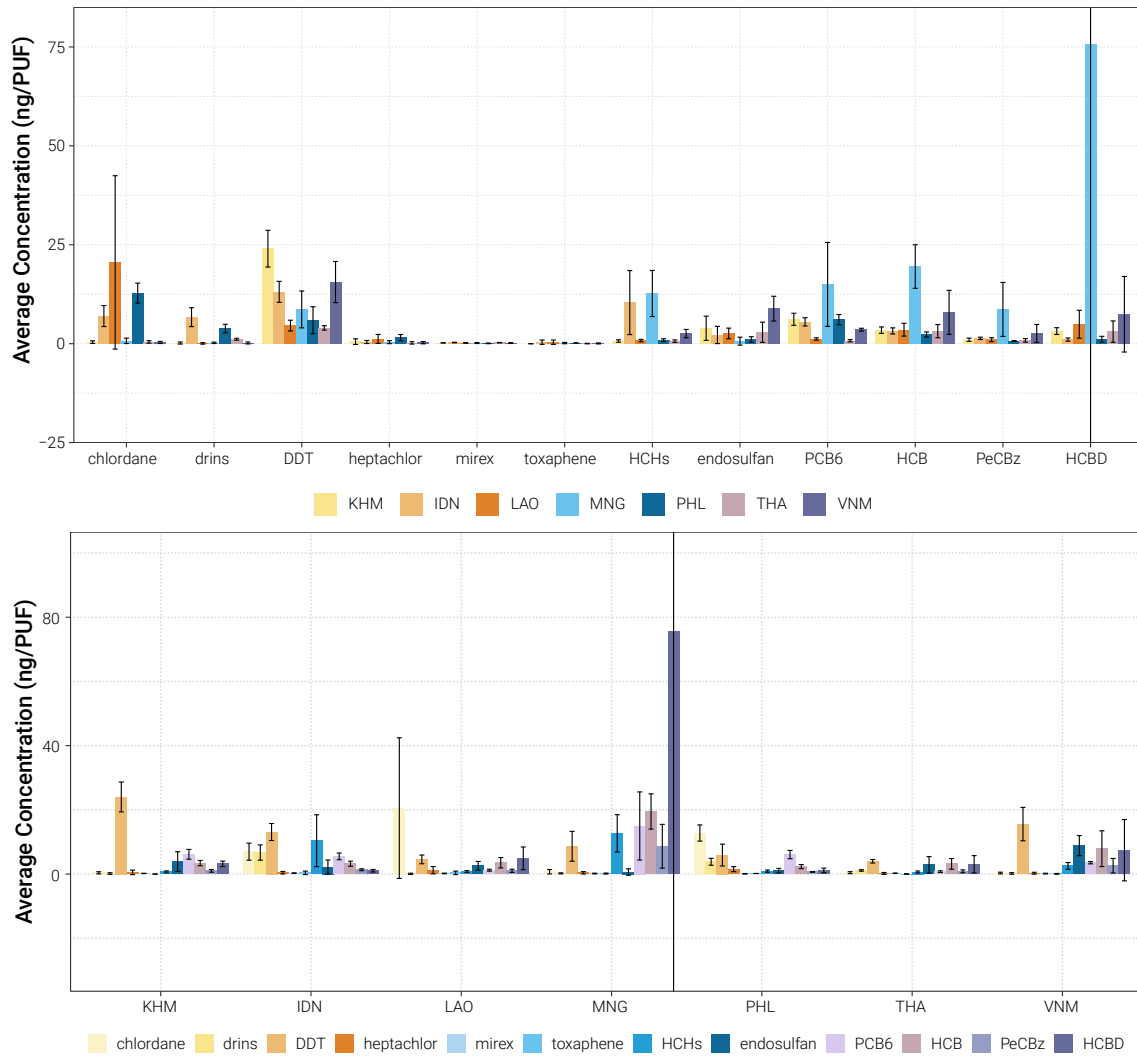 Average Concentration (ng/PUF)
75
50
25
0
−25
chlordane drins DDT heptachlor mirex toxaphene HCHs endosulfan PCB6 HCB PeCBz HCBD
KHM IDN LAO MNG PHL THA VNM
Average Concentration (ng/PUF)
80
40
0
KHM IDN LAO MNG PHL THA VNM
chlordane drins DDT heptachlor mirex toxaphene HCHs endosulfan PCB6 HCB PeCBz HCBD